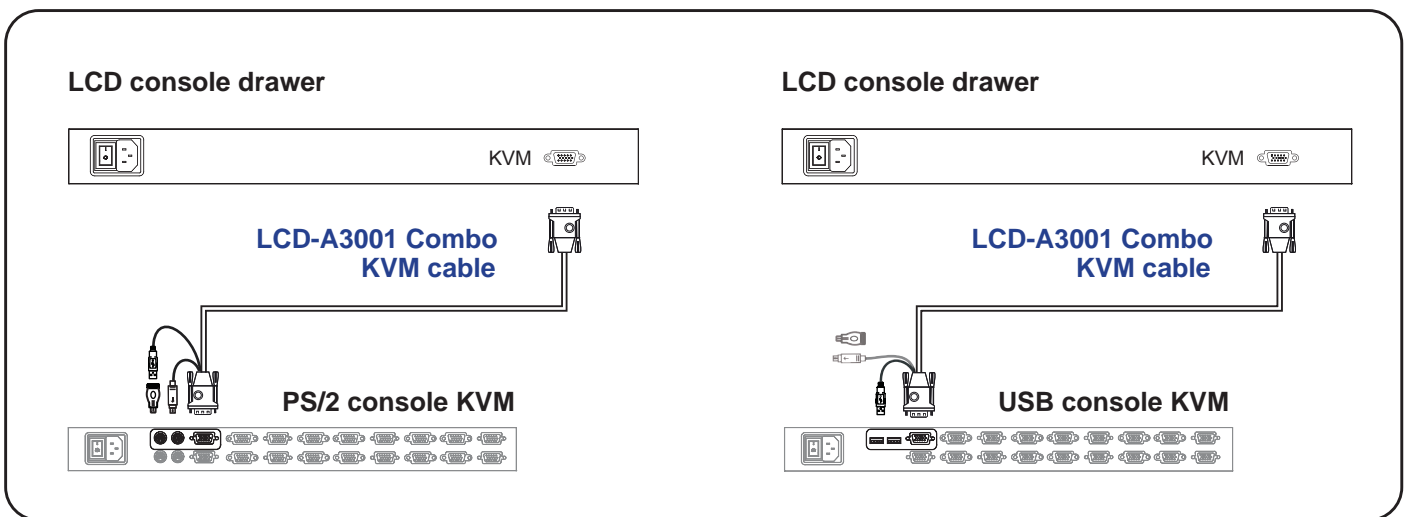 LCD console drawer
KVM
LCD-A3001 Combo
KVM cable
PS/2 console KVM
LCD console drawer
KVM
LCD-A3001 Combo
KVM cable
USB console KVM